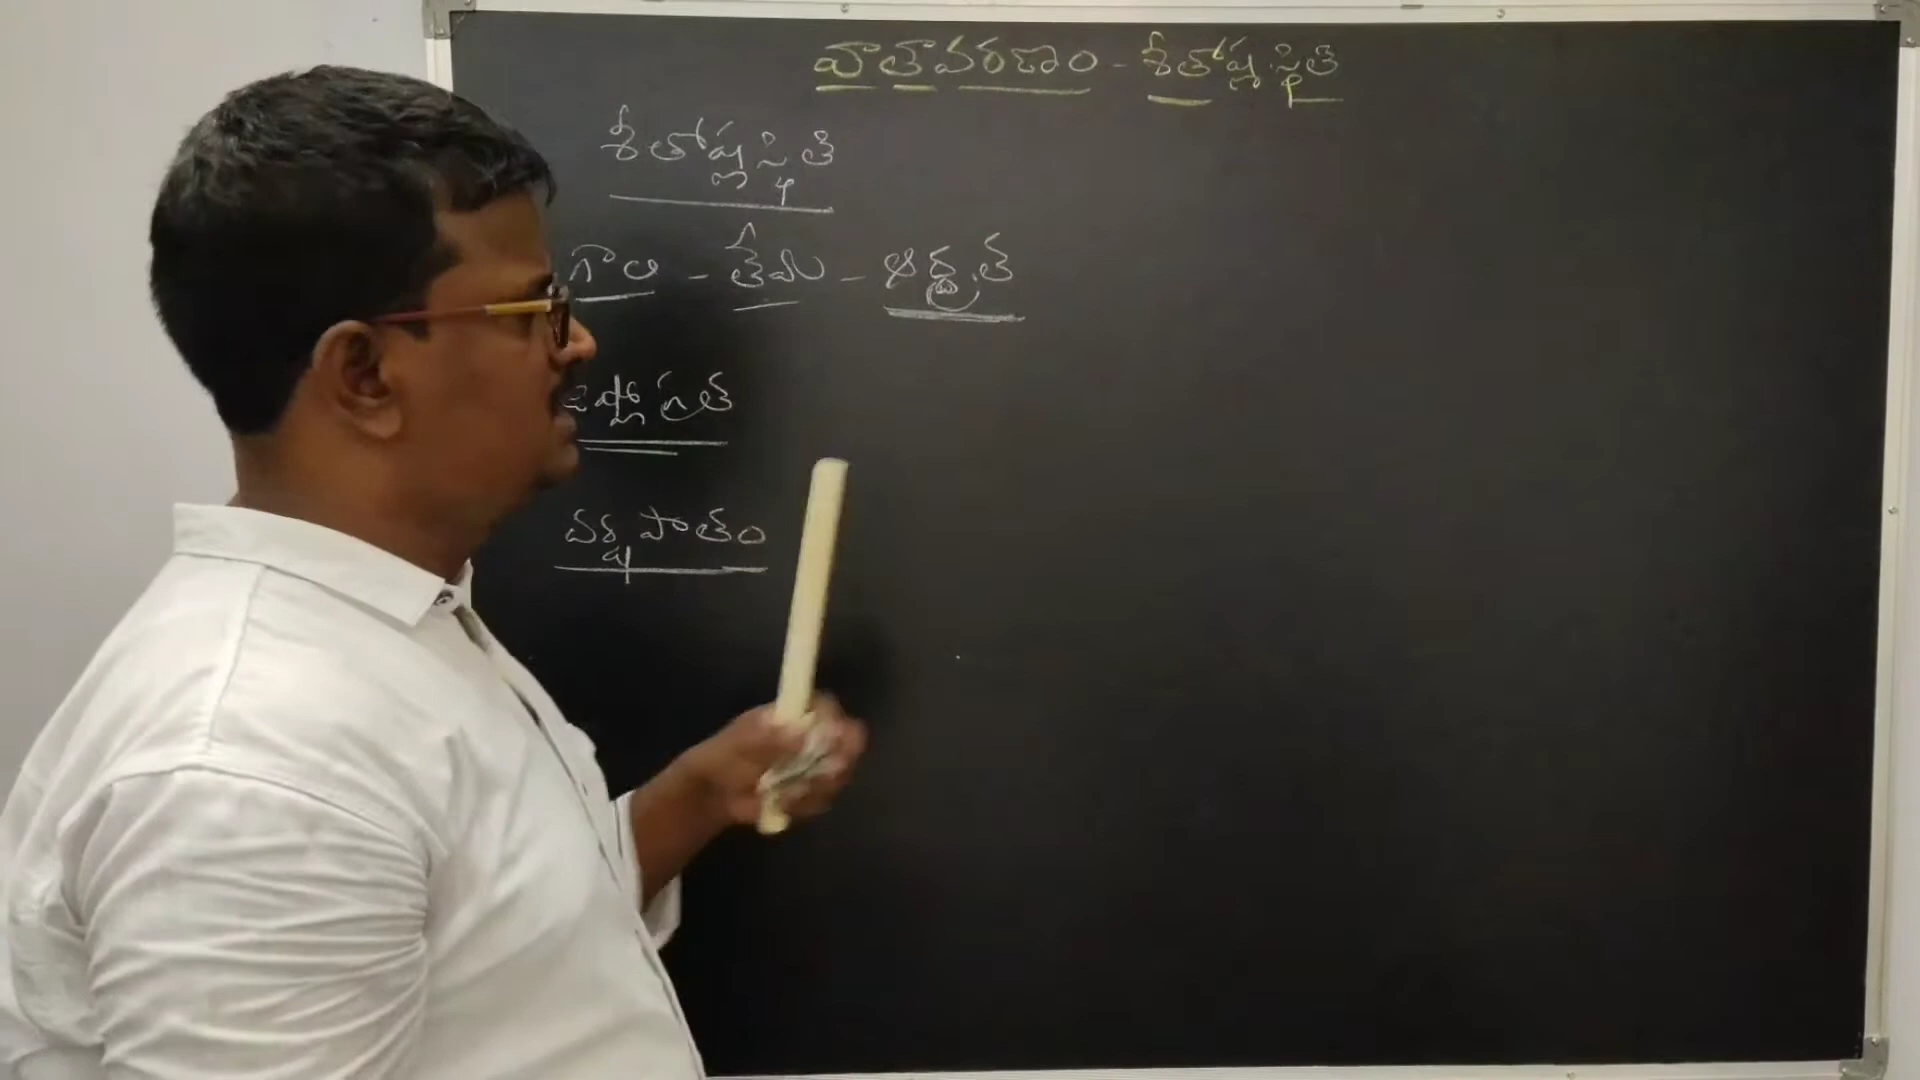 వాతావరణం - శీతోష్ణస్థితి
శీతోష్ణస్థితి
గాలి - తేమ - ఆర్ద్రత
ఉష్ణోగ్రత
వర్షపాతం